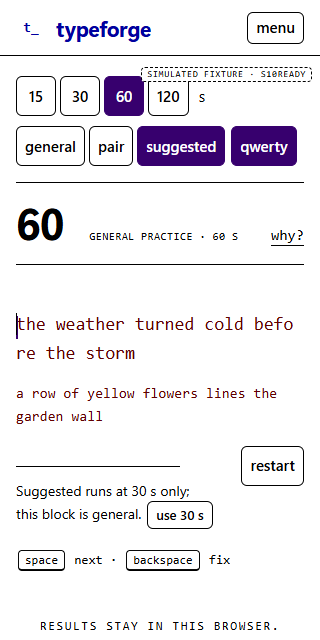 t_ typeforge menu
SIMULATED FIXTURE · S10READY
15 30 60 120 s
general pair suggested qwerty
60 GENERAL PRACTICE · 60 S why?
the weather turned cold befo
re the storm
a row of yellow flowers lines the
garden wall
restart
Suggested runs at 30 s only;
this block is general. use 30 s
space next · backspace fix
RESULTS STAY IN THIS BROWSER.